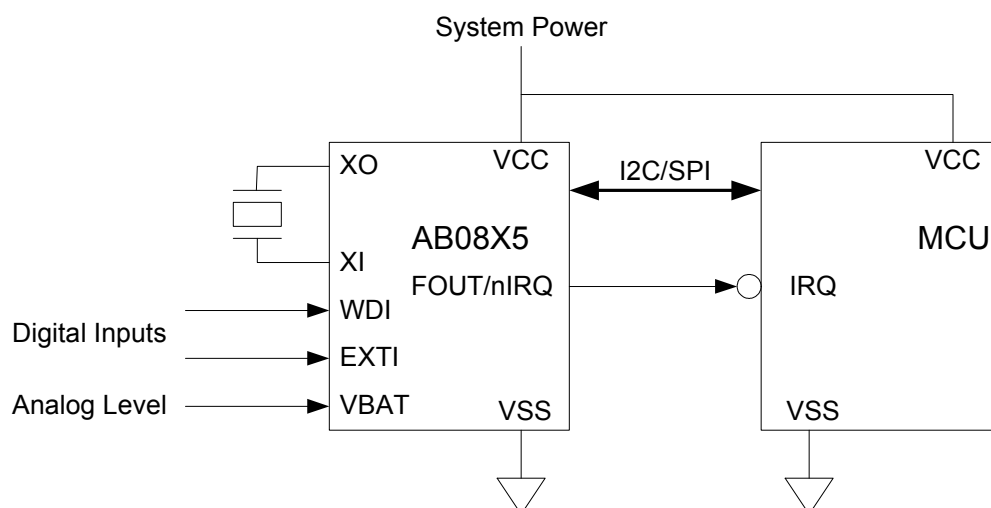 System Power
XO
VCC
I2C/SPI
VCC
AB08X5
MCU
XI
FOUT/nIRQ
IRQ
Digital Inputs
WDI
EXTI
Analog Level
VBAT
VSS
VSS